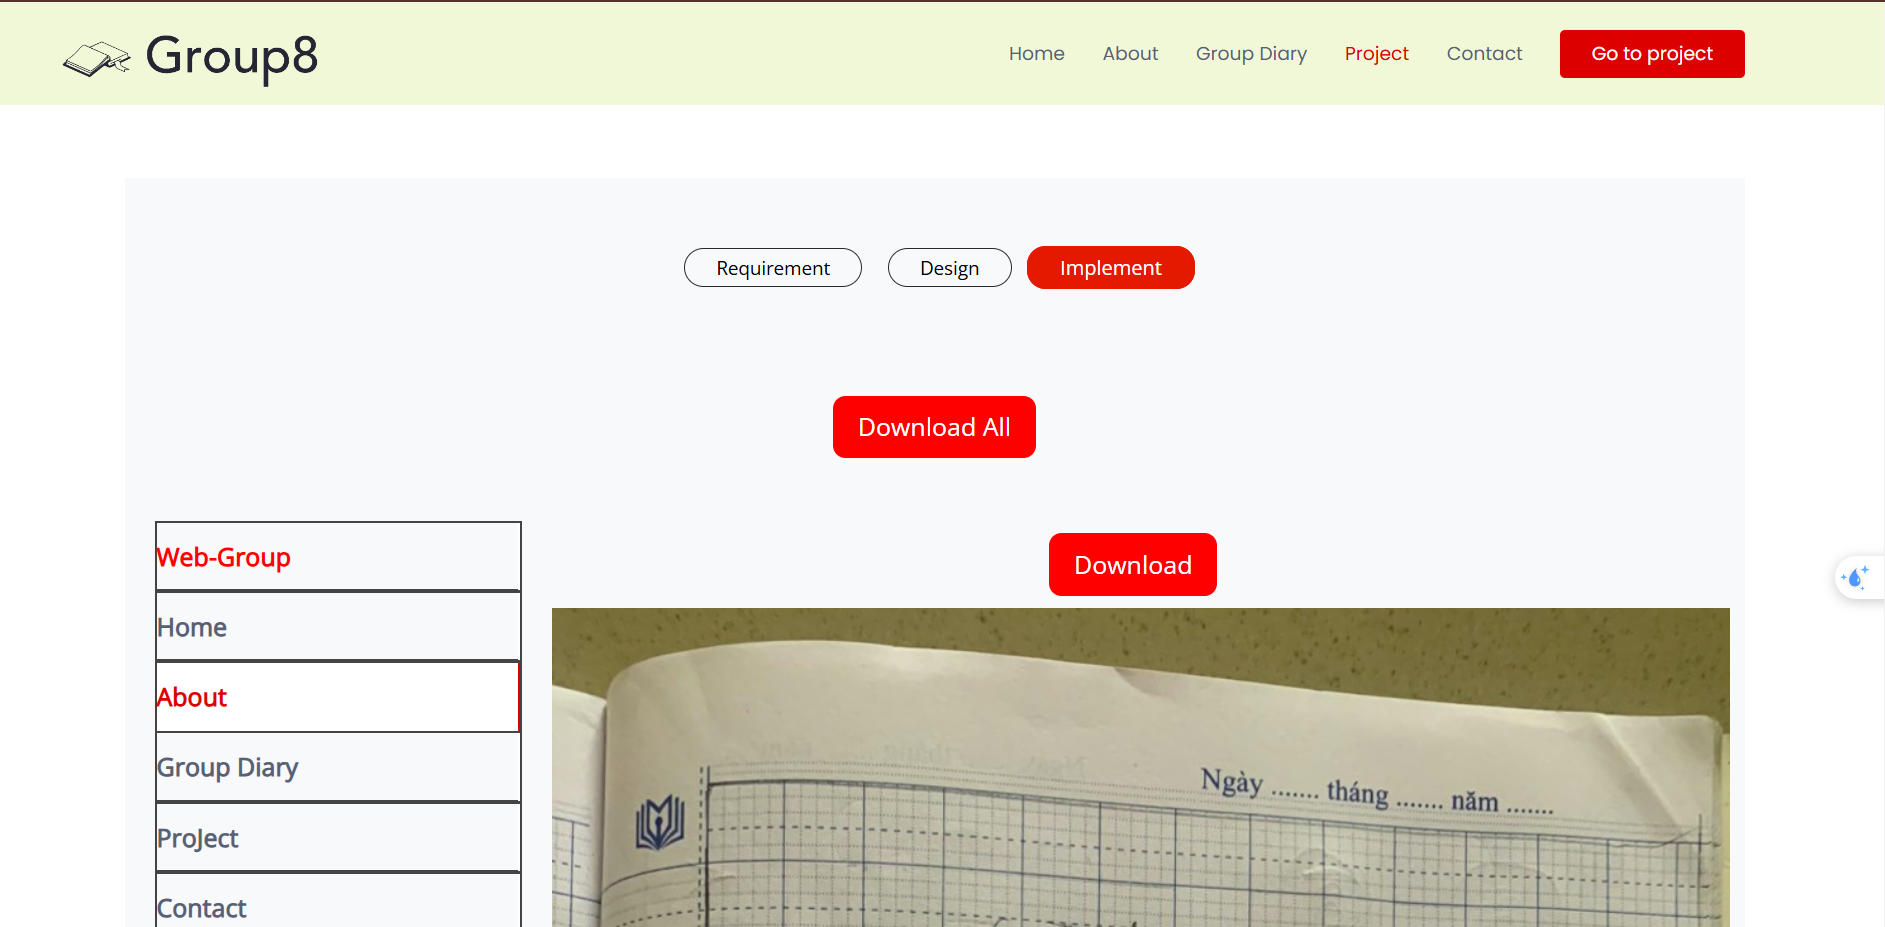 Group8
Home About Group Diary Project Contact Go to project
Requirement Design Implement
Download All
Web-Group
Home
About
Group Diary
ProJect
Contact
Download
Ngày ....... tháng ....... năm .......